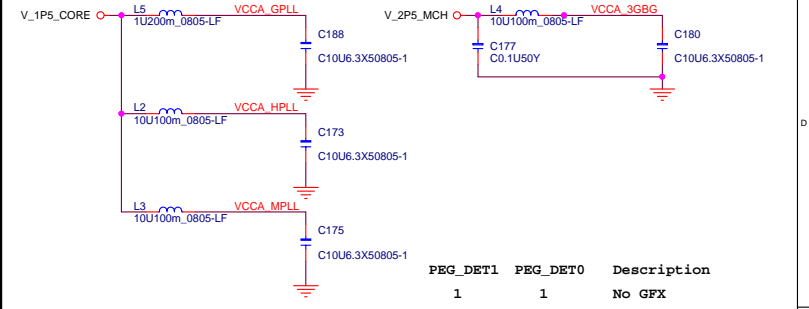 V_1P5_CORE
L5
VCCA_GPLL
1U200m_0805-LF
C188
C10U6.3X50805-1
L2
VCCA_HPLL
10U100m_0805-LF
C173
C10U6.3X50805-1
L3
VCCA_MPLL
10U100m_0805-LF
C175
C10U6.3X50805-1
V_2P5_MCH
L4
VCCA_3GBG
10U100m_0805-LF
C177
C0.1U50Y
C180
C10U6.3X50805-1
D
PEG_DET1 PEG_DET0 Description
1 1 No GFX